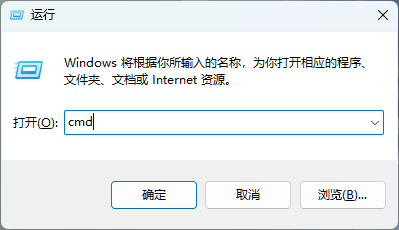 运行
Windows 将根据你所输入的名称，为你打开相应的程序、
文件夹、文档或 Internet 资源。
打开(O): cmd
确定 取消 浏览(B)...